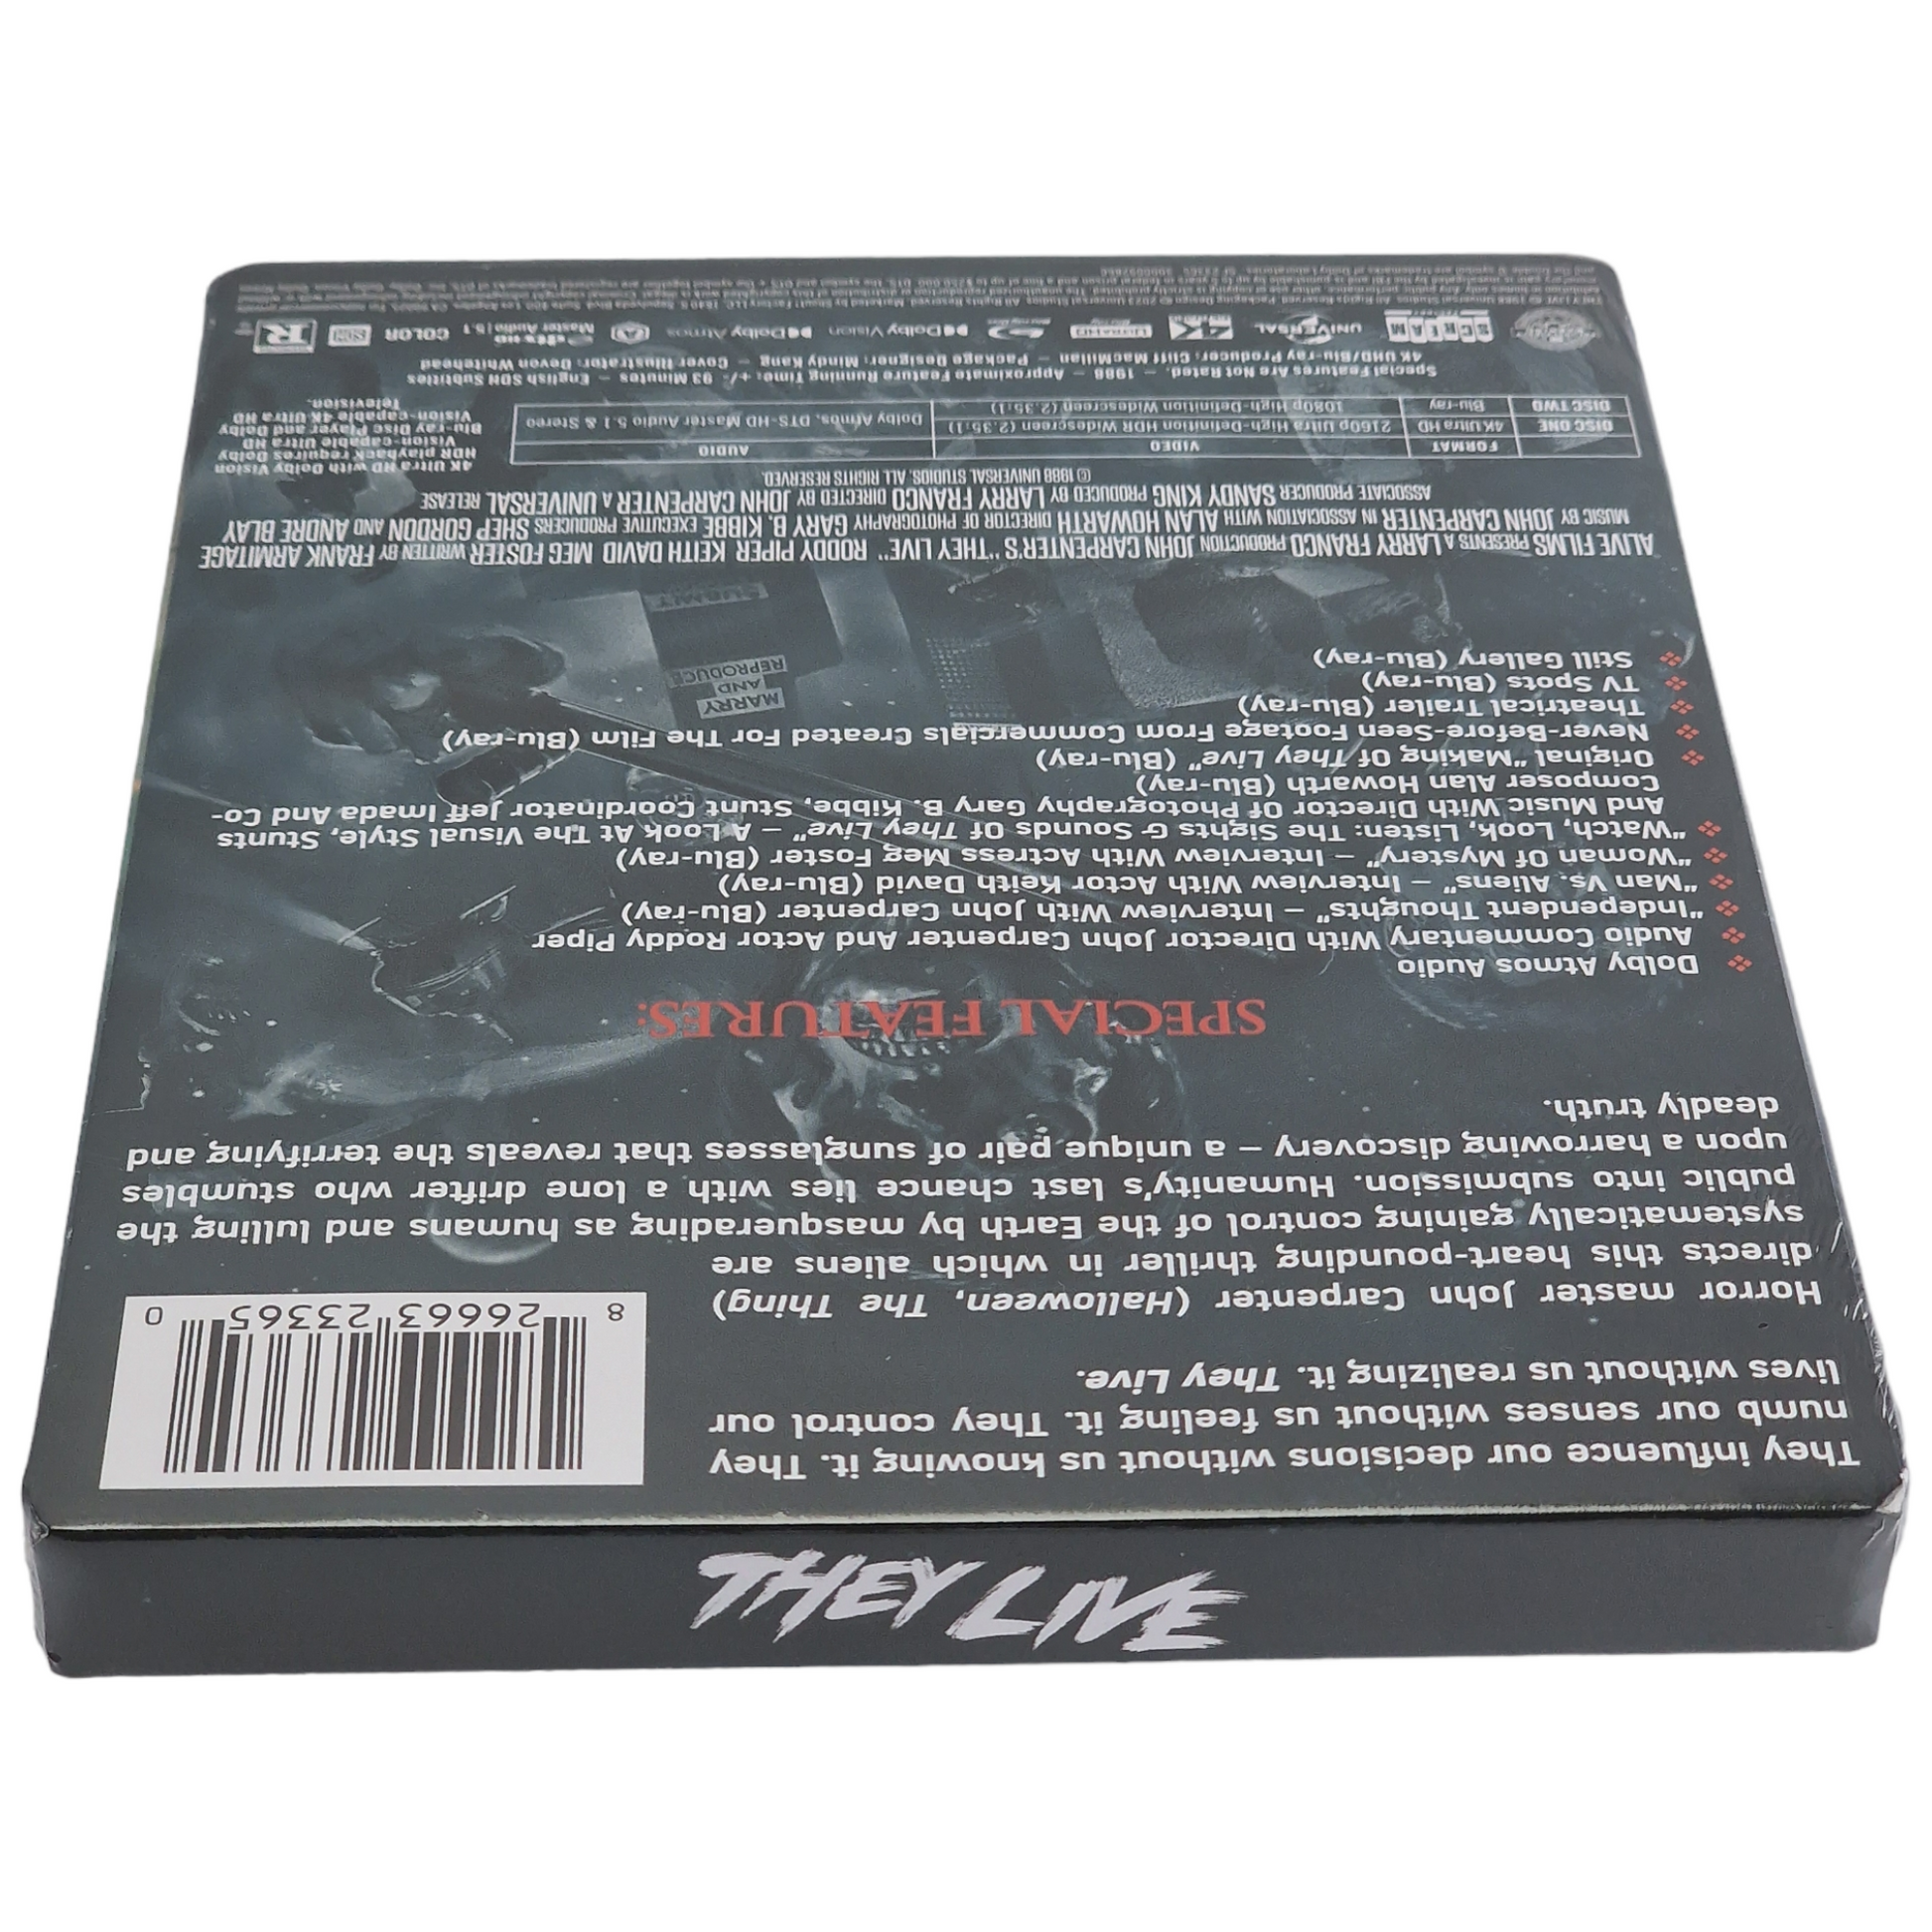 THEY LIVE
They influence our decisions without us knowing it. They
numb our senses without us feeling it. They control our
lives without us realizing it. They Live.
Horror master John Carpenter (Halloween, The Thing)
directs this heart-pounding thriller in which aliens are
systematically gaining control of the Earth by masquerading as humans and lulling the
public into submission. Humanity's last chance lies with a lone drifter who stumbles
upon a harrowing discovery – a unique pair of sunglasses that reveals the terrifying and
deadly truth.
8 26663 23365 0
SPECIAL FEATURES:
Dolby Atmos Audio
Audio Commentary With Director John Carpenter And Actor Roddy Piper
"Independent Thoughts" – Interview With John Carpenter (Blu-ray)
"Man Vs. Aliens" – Interview With Actor Keith David (Blu-ray)
"Woman Of Mystery" – Interview With Actress Meg Foster (Blu-ray)
"Watch, Look, Listen: The Sights & Sounds Of They Live" – A Look At The Visual Style, Stunts,
And Music With Director Of Photography Gary B. Kibbe, Stunt Coordinator Jeff Imada And Co-
Composer Alan Howarth (Blu-ray)
Original "Making Of They Live" (Blu-ray)
Never-Before-Seen Footage From Commercials Created For The Film (Blu-ray)
Theatrical Trailer (Blu-ray)
TV Spots (Blu-ray)
Still Gallery (Blu-ray)
MARRY
AND
REPRODUCE
SUBMIT
ALIVE FILMS PRESENTS A LARRY FRANCO PRODUCTION JOHN CARPENTER'S "THEY LIVE" RODDY PIPER KEITH DAVID MEG FOSTER WRITTEN BY FRANK ARMITAGE
MUSIC BY JOHN CARPENTER IN ASSOCIATION WITH ALAN HOWARTH DIRECTOR OF PHOTOGRAPHY GARY B. KIBBE EXECUTIVE PRODUCERS SHEP GORDON AND ANDRE BLAY
ASSOCIATE PRODUCER SANDY KING PRODUCED BY LARRY FRANCO DIRECTED BY JOHN CARPENTER A UNIVERSAL RELEASE
© 1988 UNIVERSAL STUDIOS. ALL RIGHTS RESERVED.
FORMAT VIDEO AUDIO
DISC ONE 4K Ultra HD 2160p Ultra High-Definition HDR Widescreen (2.35:1) Dolby Atmos, DTS-HD Master Audio 5.1 & Stereo
DISC TWO Blu-ray 1080p High-Definition Widescreen (2.35:1)
4K Ultra HD with Dolby Vision
HDR playback requires Dolby
Vision-capable Ultra HD
Blu-ray Disc Player and Dolby
Vision-capable 4K Ultra HD
Television.
Special Features Are Not Rated. – 1988 – Approximate Feature Running Time: +/- 93 Minutes – English SDH Subtitles
4K UHD/Blu-ray Producer: Cliff MacMillan – Package Designer: Mindy Kang – Cover Illustrator: Devon Whitehead
SCREAM FACTORY UNIVERSAL 4K ULTRA HD Dolby Vision Dolby Atmos dts-HD Master Audio | 5.1 COLOR SDH R